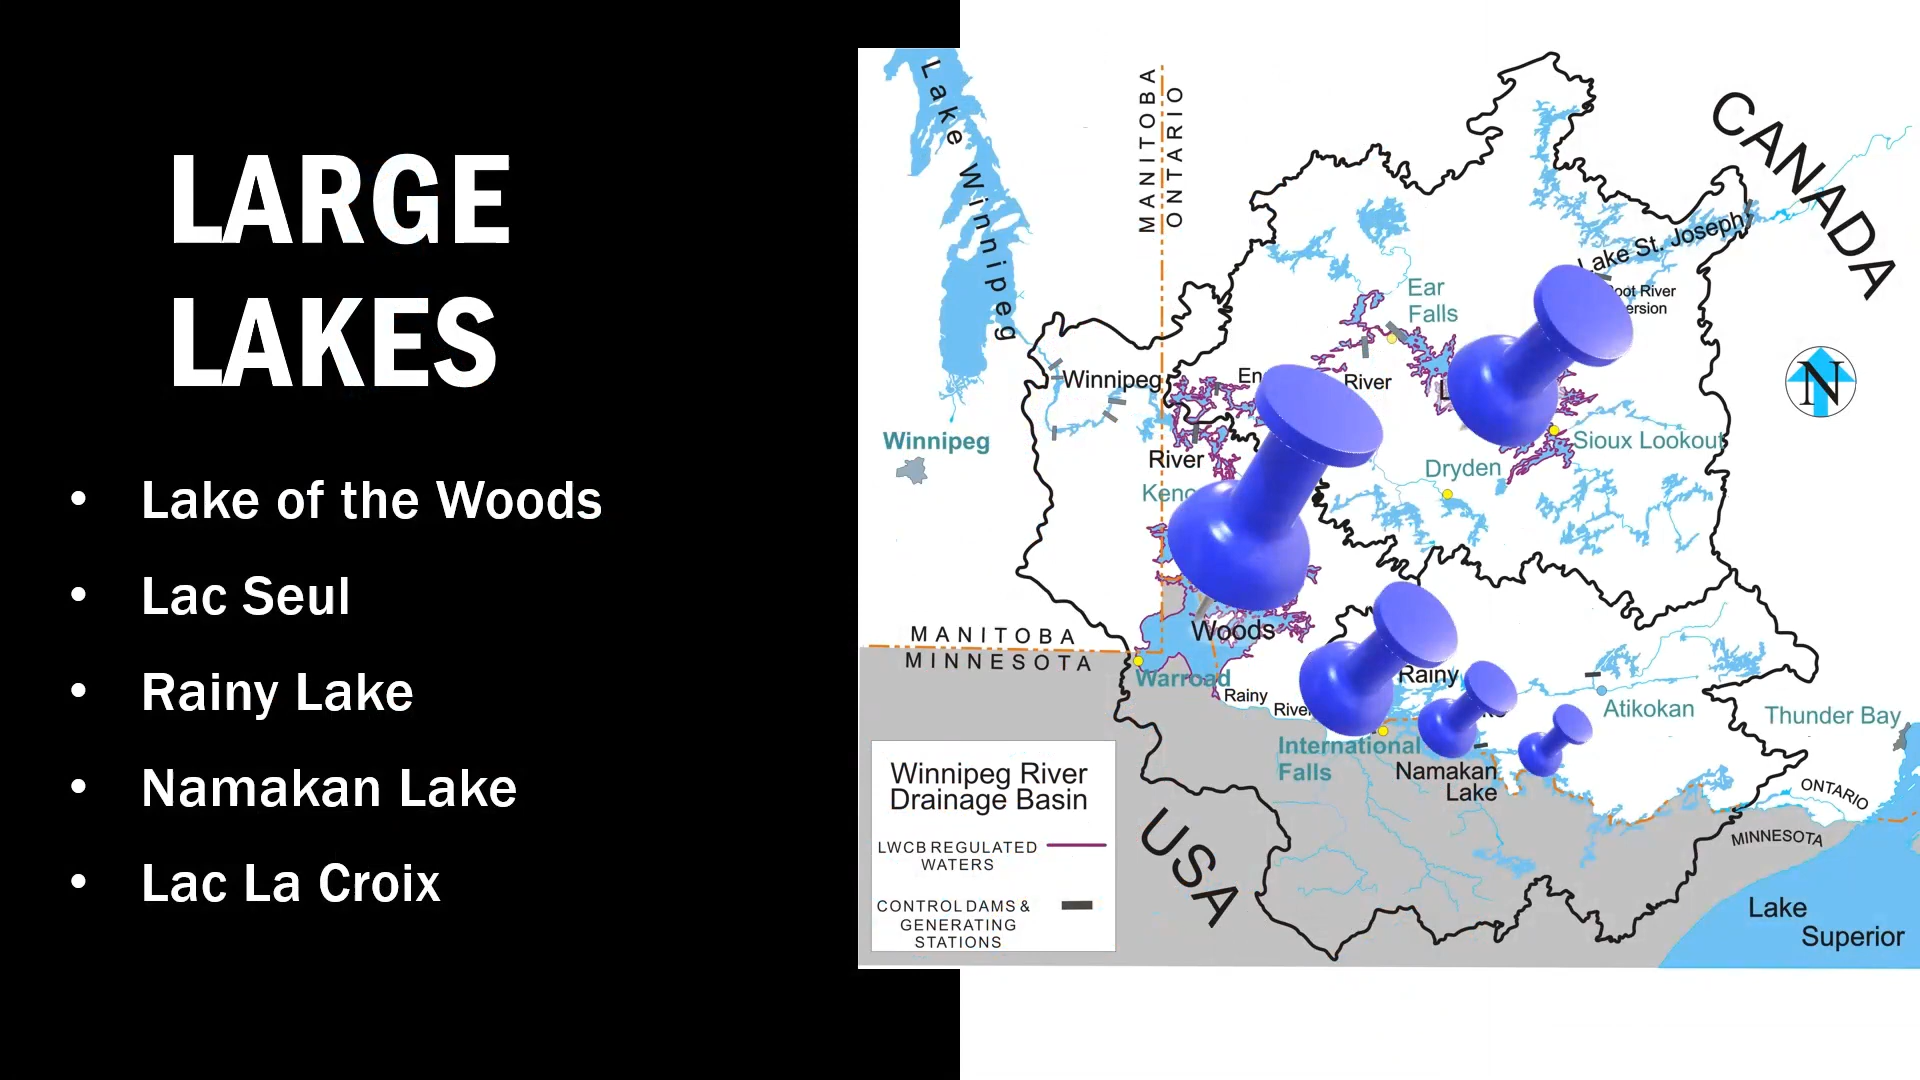 LARGE
LAKES
• Lake of the Woods
• Lac Seul
• Rainy Lake
• Namakan Lake
• Lac La Croix
Lake Winnipeg
MANITOBA
ONTARIO
CANADA
Lake St. Joseph
River
Ear
Falls
Winnipeg
River
Winnipeg
River
Sioux Lookout
Dryden
N
MANITOBA
MINNESOTA
Woods
Warroad
Rainy
Rainy
Atikokan
Thunder Bay
International
Falls
Namakan
Lake
ONTARIO
MINNESOTA
USA
Lake
Superior
Winnipeg River
Drainage Basin
LWCB REGULATED
WATERS
CONTROL DAMS &
GENERATING
STATIONS